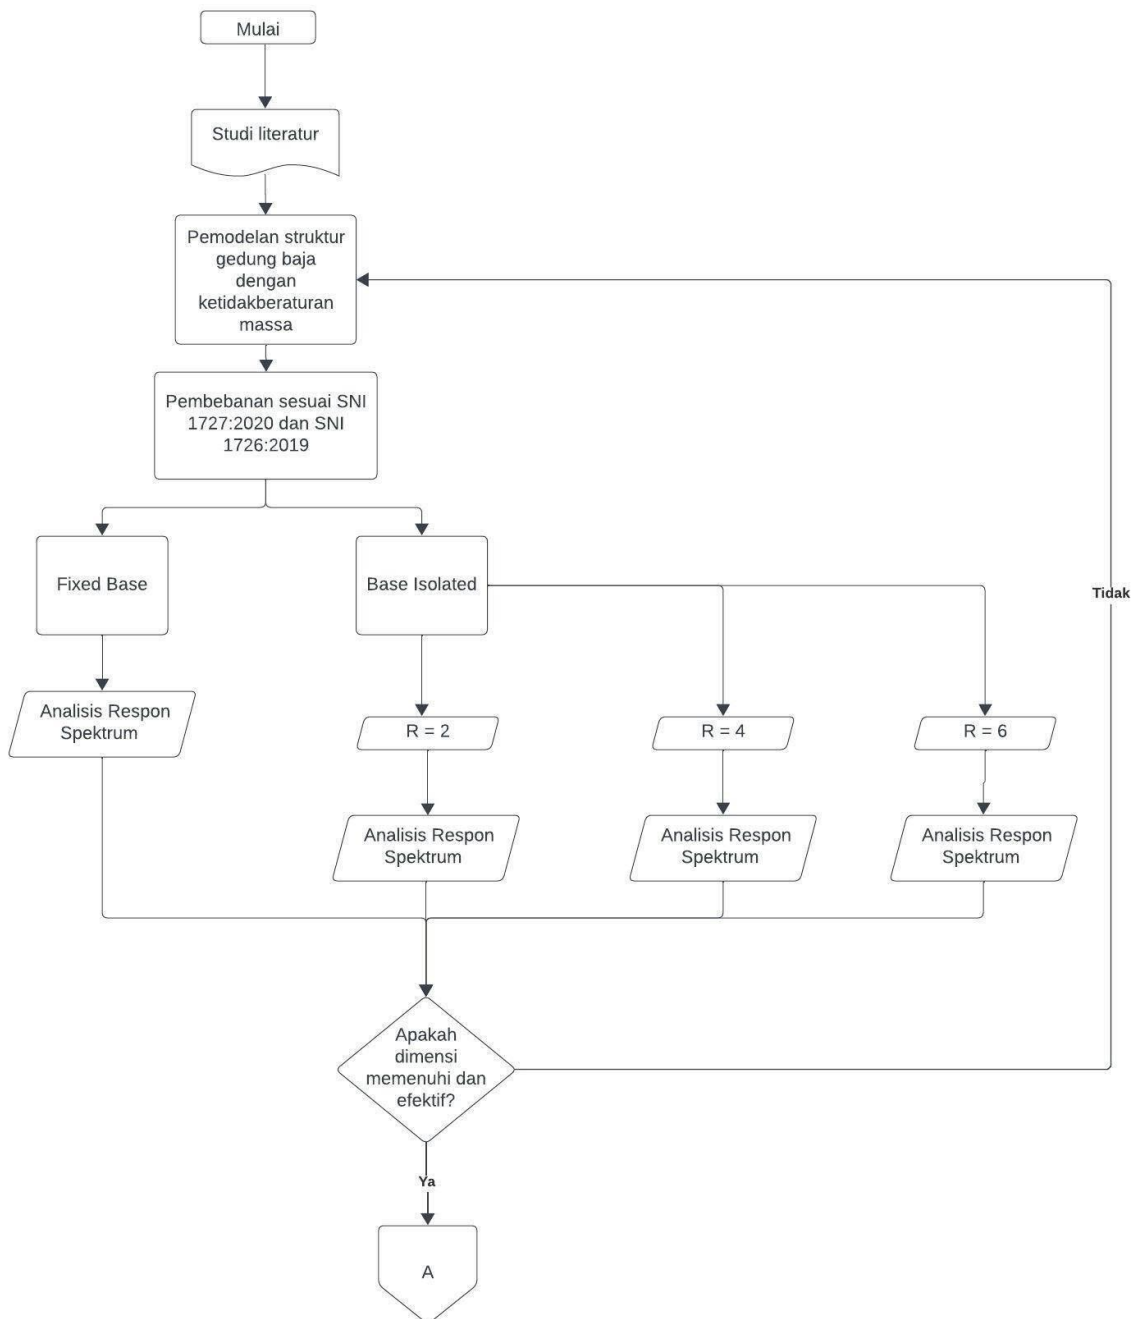 Mulai
Studi literatur
Pemodelan struktur
gedung baja
dengan
ketidakberaturan
massa
Pembebanan sesuai SNI
1727:2020 dan SNI
1726:2019
Fixed Base
Base Isolated
Tidak
Analisis Respon
Spektrum
R = 2
R = 4
R = 6
Analisis Respon
Spektrum
Analisis Respon
Spektrum
Analisis Respon
Spektrum
Apakah
dimensi
memenuhi dan
efektif?
Ya
A